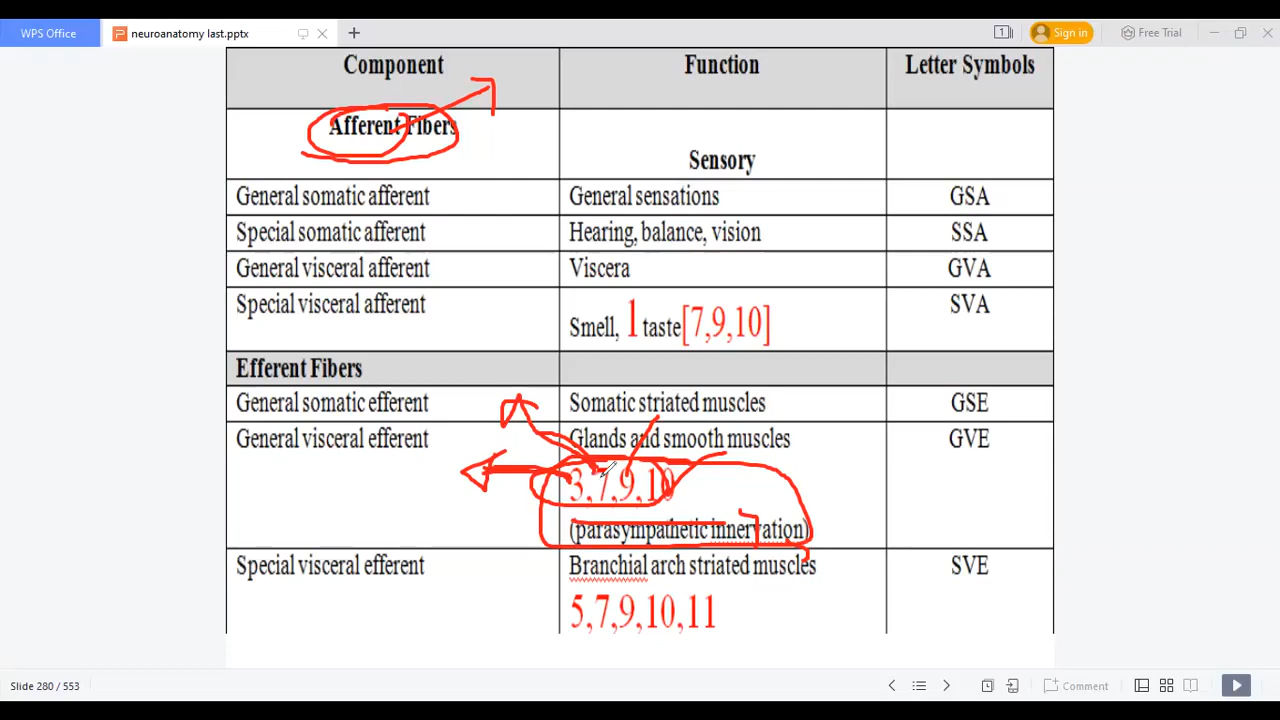 WPS Office
neuroanatomy last.pptx
1
Sign in
Free Trial
Component Function Letter Symbols
Afferent Fibers
Sensory
General somatic afferent General sensations GSA
Special somatic afferent Hearing, balance, vision SSA
General visceral afferent Viscera GVA
Special visceral afferent Smell, 1 taste[7,9,10] SVA
Efferent Fibers
General somatic efferent Somatic striated muscles GSE
General visceral efferent Glands and smooth muscles GVE
3,7,9,10
(parasympathetic innervation)
Special visceral efferent Branchial arch striated muscles SVE
5,7,9,10,11
Slide 280 / 553
Comment